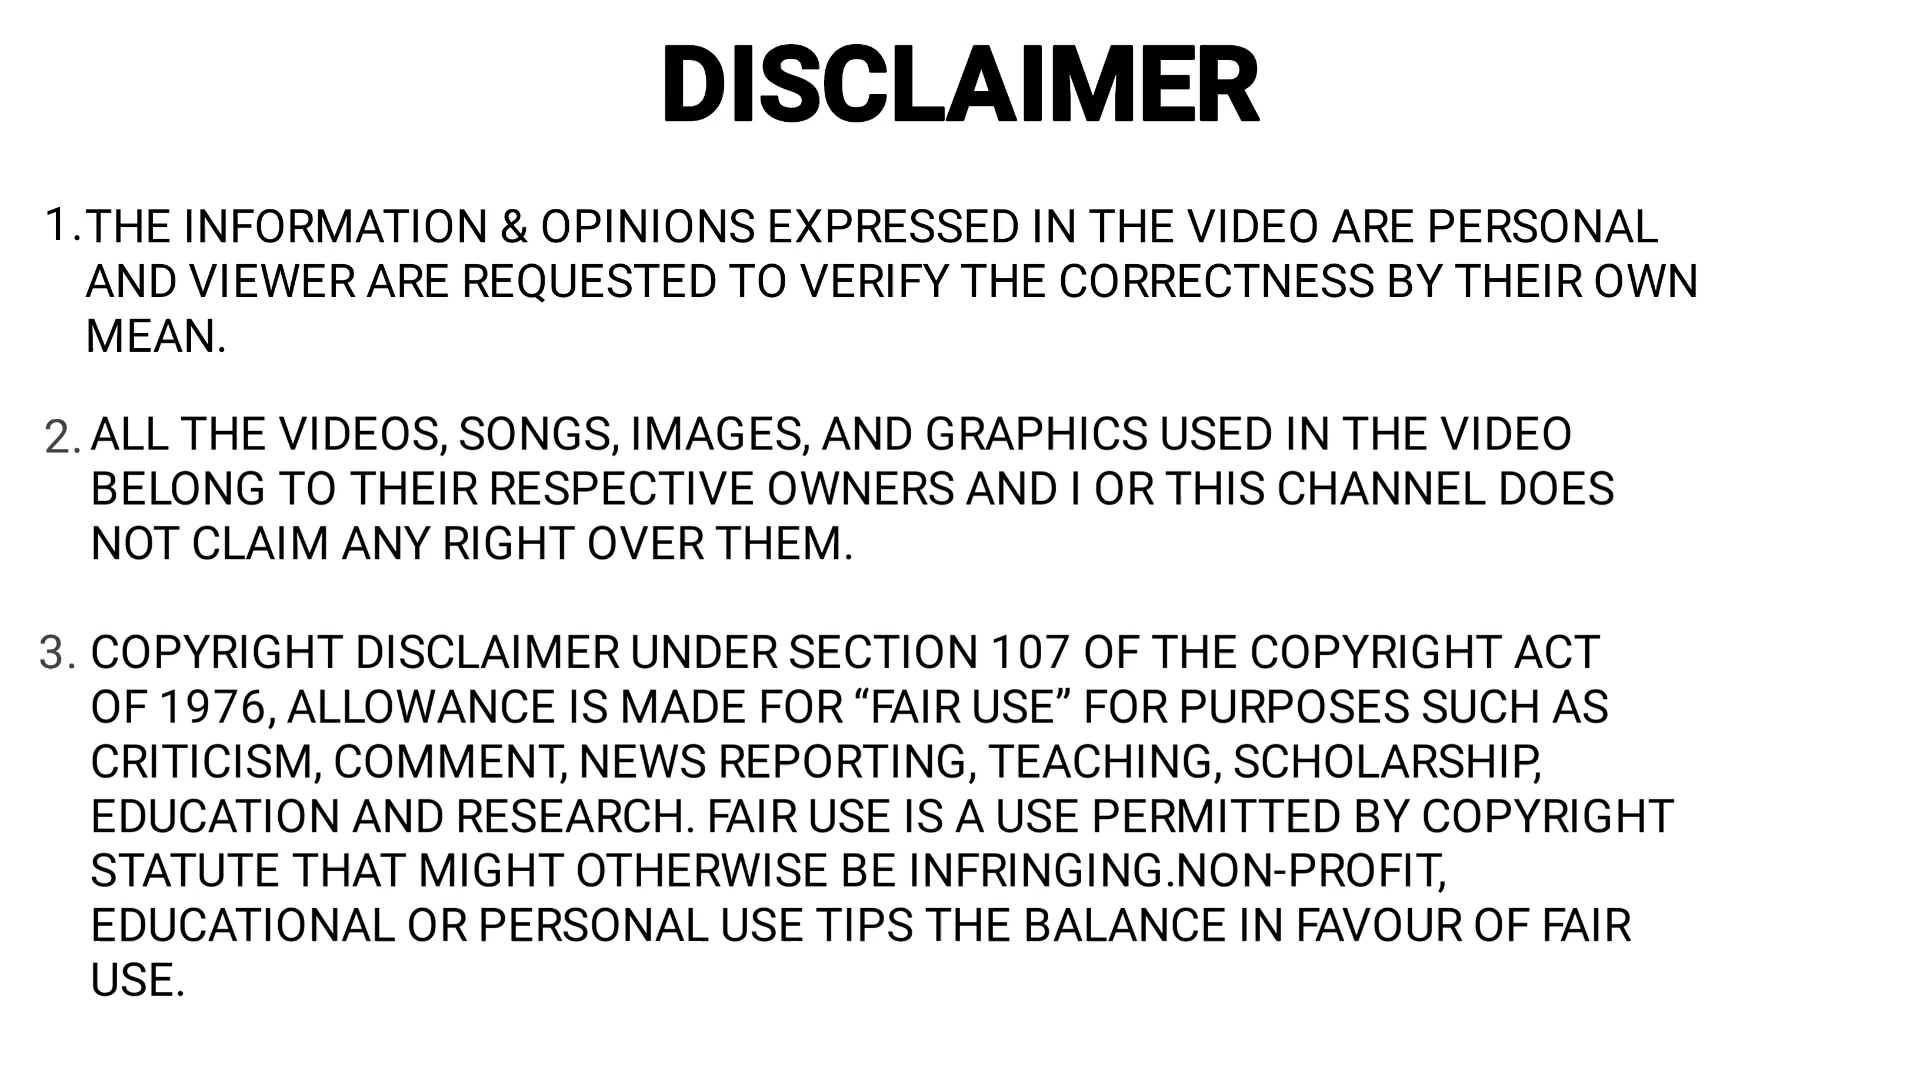 DISCLAIMER
1. THE INFORMATION & OPINIONS EXPRESSED IN THE VIDEO ARE PERSONAL
AND VIEWER ARE REQUESTED TO VERIFY THE CORRECTNESS BY THEIR OWN
MEAN.
2. ALL THE VIDEOS, SONGS, IMAGES, AND GRAPHICS USED IN THE VIDEO
BELONG TO THEIR RESPECTIVE OWNERS AND I OR THIS CHANNEL DOES
NOT CLAIM ANY RIGHT OVER THEM.
3. COPYRIGHT DISCLAIMER UNDER SECTION 107 OF THE COPYRIGHT ACT
OF 1976, ALLOWANCE IS MADE FOR “FAIR USE” FOR PURPOSES SUCH AS
CRITICISM, COMMENT, NEWS REPORTING, TEACHING, SCHOLARSHIP,
EDUCATION AND RESEARCH. FAIR USE IS A USE PERMITTED BY COPYRIGHT
STATUTE THAT MIGHT OTHERWISE BE INFRINGING.NON-PROFIT,
EDUCATIONAL OR PERSONAL USE TIPS THE BALANCE IN FAVOUR OF FAIR
USE.